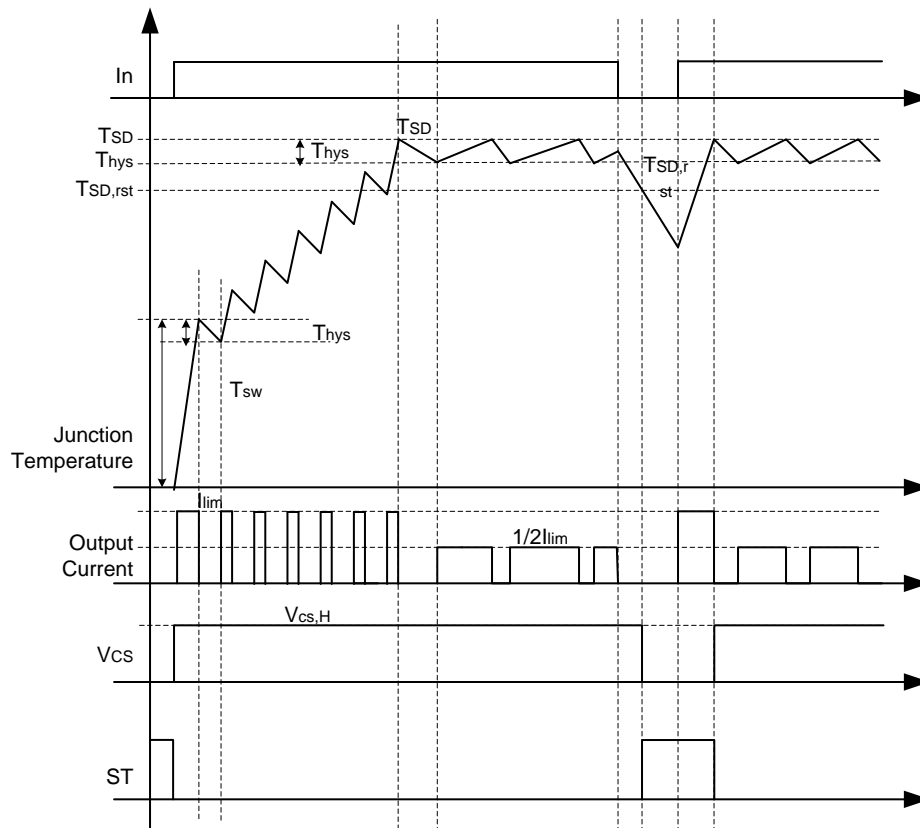 In
TSD
TSD
Thys
Thys
TSD,r
st
TSD,rst
Thys
Tsw
Junction
Temperature
Ilim
Output
Current
1/2Ilim
Vcs,H
VCS
ST